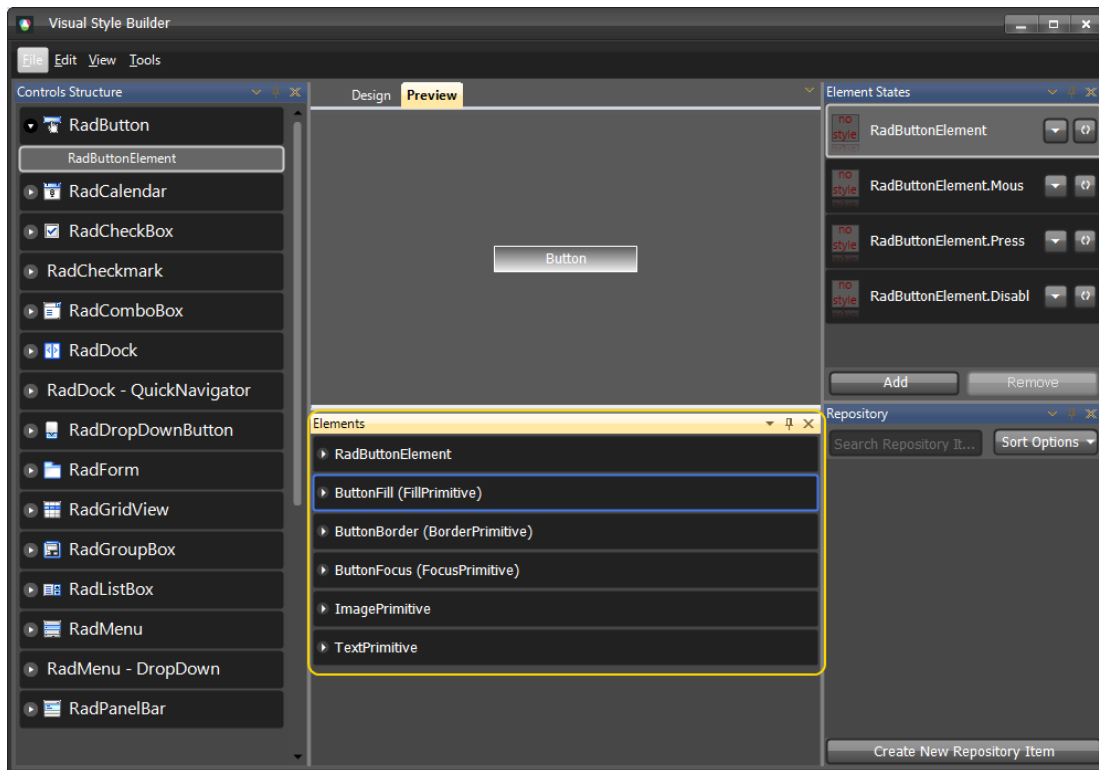 Visual Style Builder
File Edit View Tools
Controls Structure
RadButton
RadButtonElement
RadCalendar
RadCheckBox
RadCheckmark
RadComboBox
RadDock
RadDock - QuickNavigator
RadDropDownButton
RadForm
RadGridView
RadGroupBox
RadListBox
RadMenu
RadMenu - DropDown
RadPanelBar
Design Preview
Button
Elements
RadButtonElement
ButtonFill (FillPrimitive)
ButtonBorder (BorderPrimitive)
ButtonFocus (FocusPrimitive)
ImagePrimitive
TextPrimitive
Element States
no
style
RadButtonElement
no
style
RadButtonElement.Mous
no
style
RadButtonElement.Press
no
style
RadButtonElement.Disabl
Add Remove
Repository
Search Repository It... Sort Options
Create New Repository Item